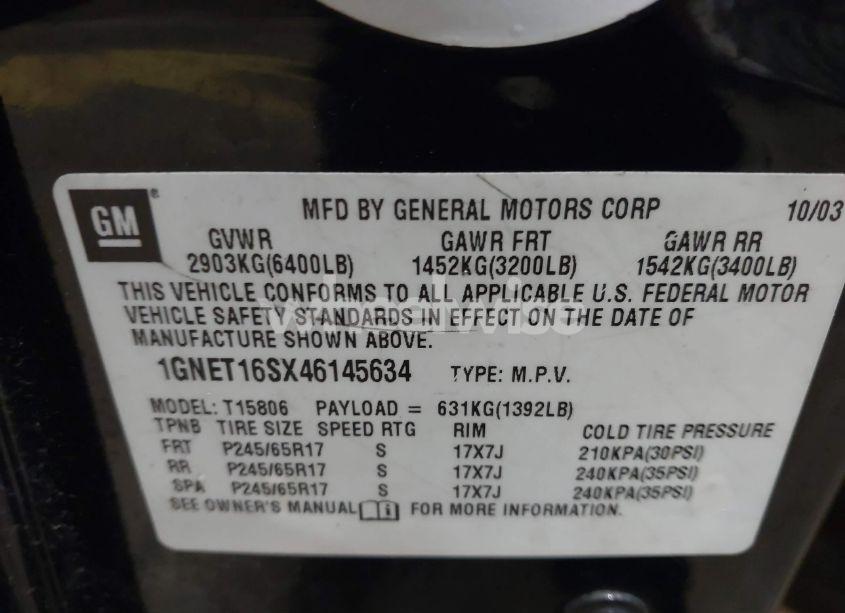 GM®
MFD BY GENERAL MOTORS CORP 10/03
GVWR GAWR FRT GAWR RR
2903KG(6400LB) 1452KG(3200LB) 1542KG(3400LB)
THIS VEHICLE CONFORMS TO ALL APPLICABLE U.S. FEDERAL MOTOR
VEHICLE SAFETY STANDARDS IN EFFECT ON THE DATE OF
MANUFACTURE SHOWN ABOVE.
1GNET16SX46145634 TYPE: M.P.V.
MODEL: T15806 PAYLOAD = 631KG(1392LB)
TPNB TIRE SIZE SPEED RTG RIM COLD TIRE PRESSURE
FRT P245/65R17 S 17X7J 210KPA(30PSI)
RR P245/65R17 S 17X7J 240KPA(35PSI)
SPA P245/65R17 S 17X7J 240KPA(35PSI)
SEE OWNER'S MANUAL FOR MORE INFORMATION.